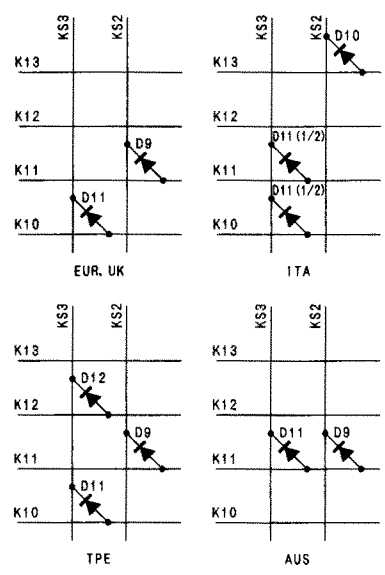 KS3 KS2
K13
K12
D9
K11
D11
K10
EUR, UK
KS3 KS2
D10
K13
K12
D11 (1/2)
K11
D11 (1/2)
K10
ITA
KS3 KS2
K13
D12
K12
D9
K11
D11
K10
TPE
KS3 KS2
K13
K12
D11 D9
K11
K10
AUS